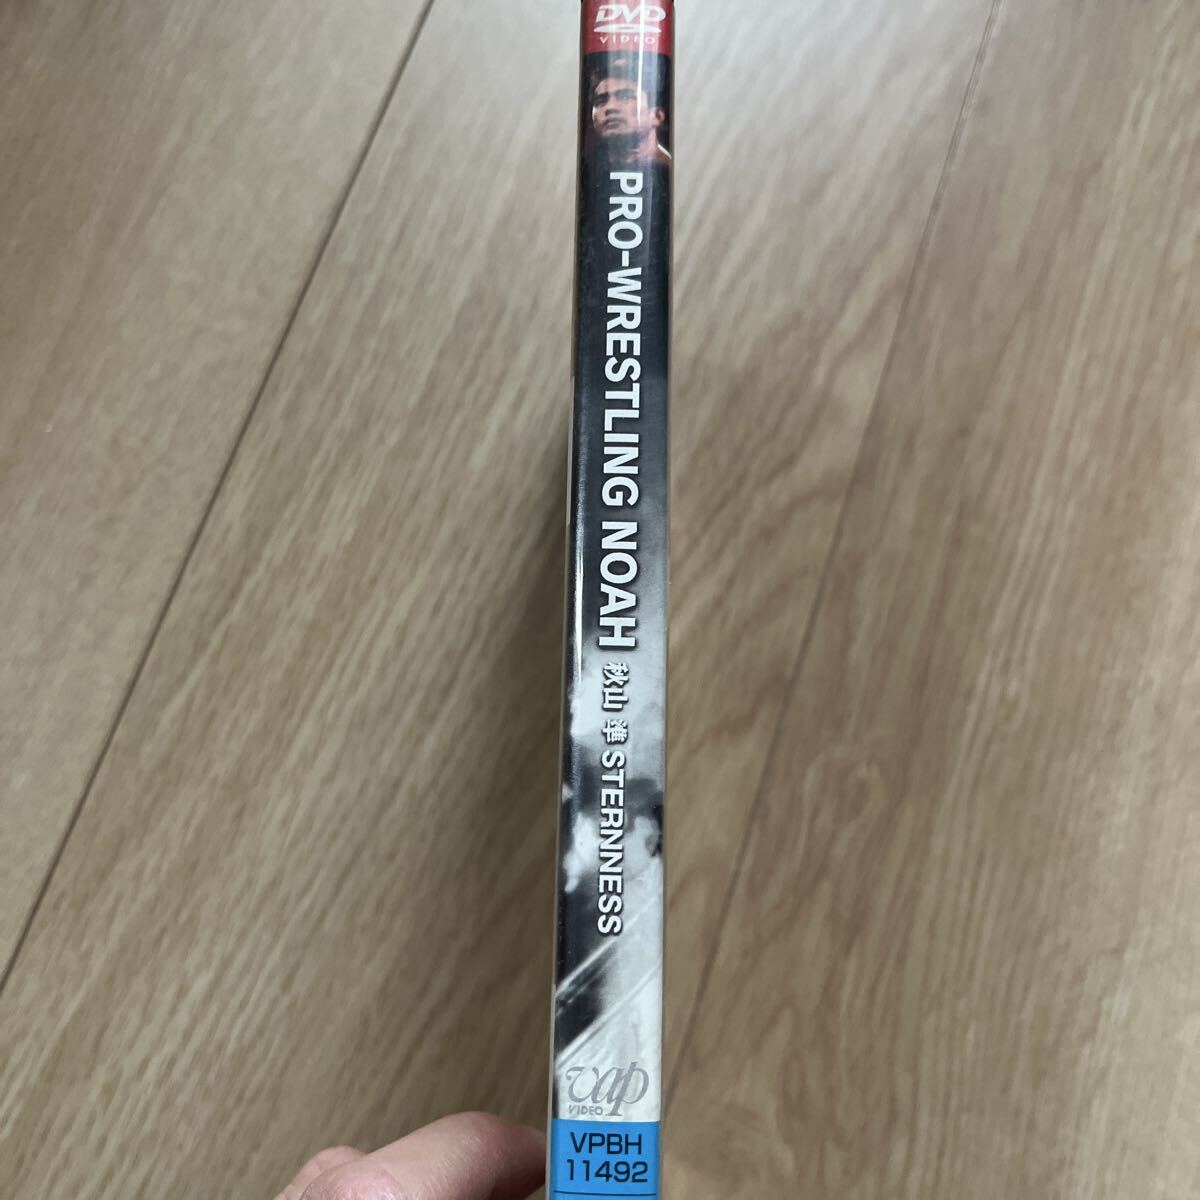 DVD
VIDEO
PRO-WRESTLING NOAH 秋山 準 STERNNESS
vap
VIDEO
VPBH
11492